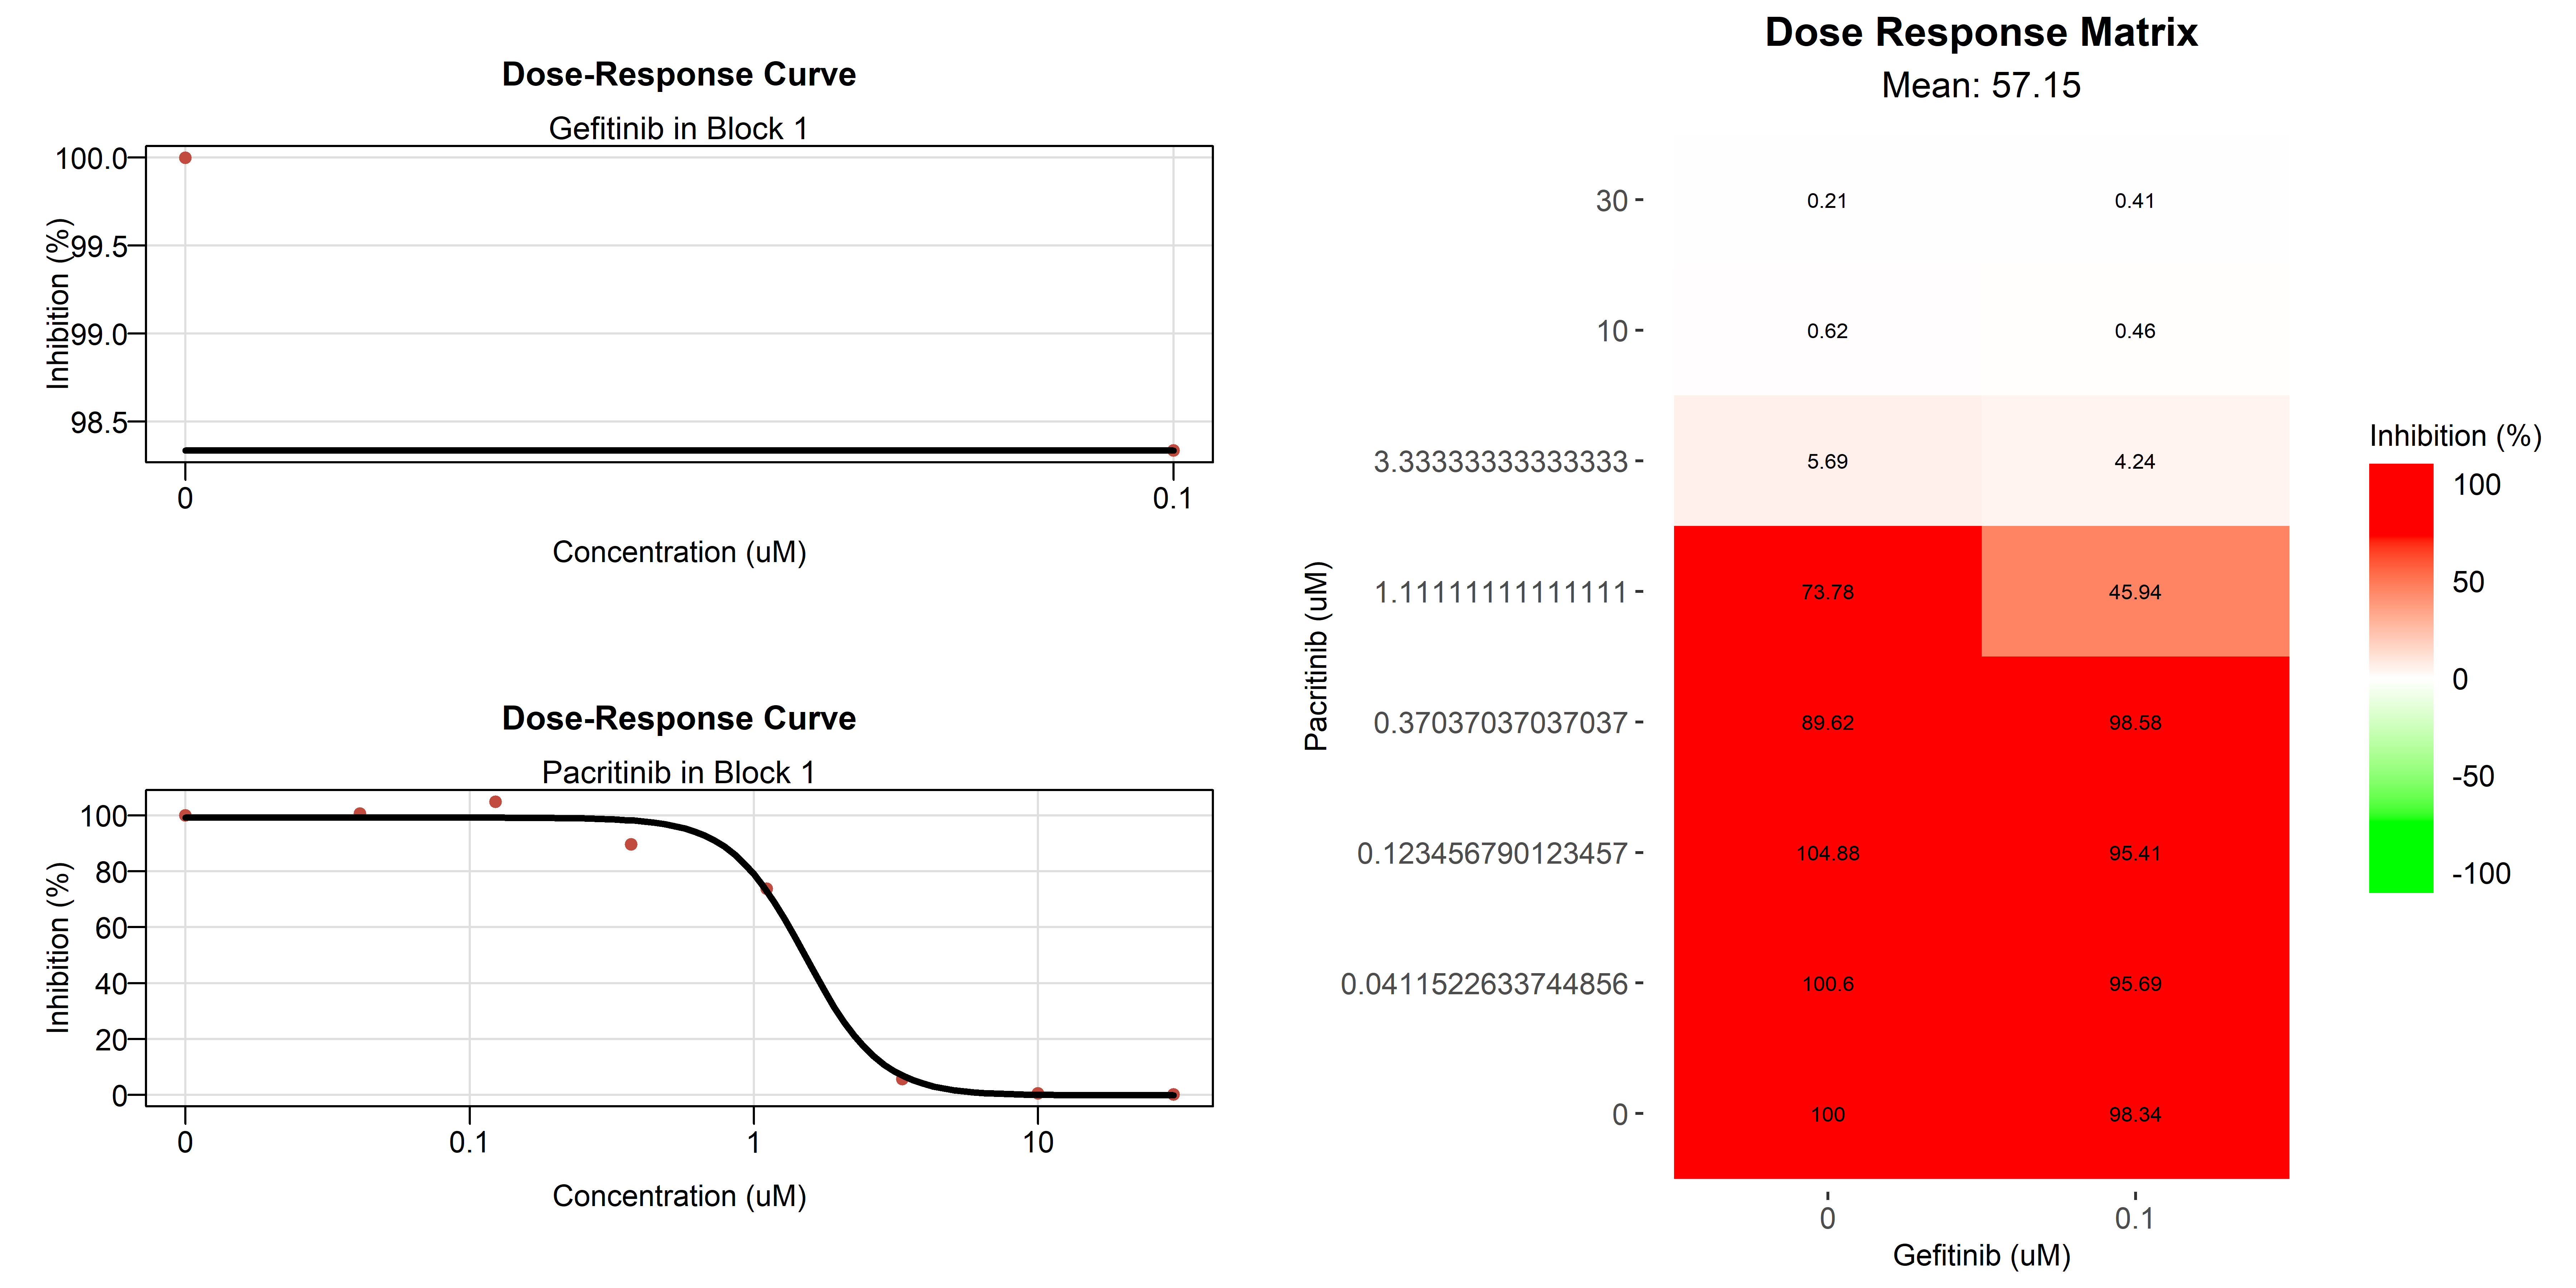 Dose-Response Curve
Gefitinib in Block 1
100.0
99.5
99.0
98.5
Inhibition (%)
0 0.1
Concentration (uM)
Dose-Response Curve
Pacritinib in Block 1
100
80
60
40
20
0
Inhibition (%)
0 0.1 1 10
Concentration (uM)
Dose Response Matrix
Mean: 57.15
30 0.21 0.41
10 0.62 0.46
3.33333333333333 5.69 4.24
1.11111111111111 73.78 45.94
0.37037037037037 89.62 98.58
0.123456790123457 104.88 95.41
0.0411522633744856 100.6 95.69
0 100 98.34
Pacritinib (uM)
0 0.1
Gefitinib (uM)
Inhibition (%)
100
50
0
-50
-100